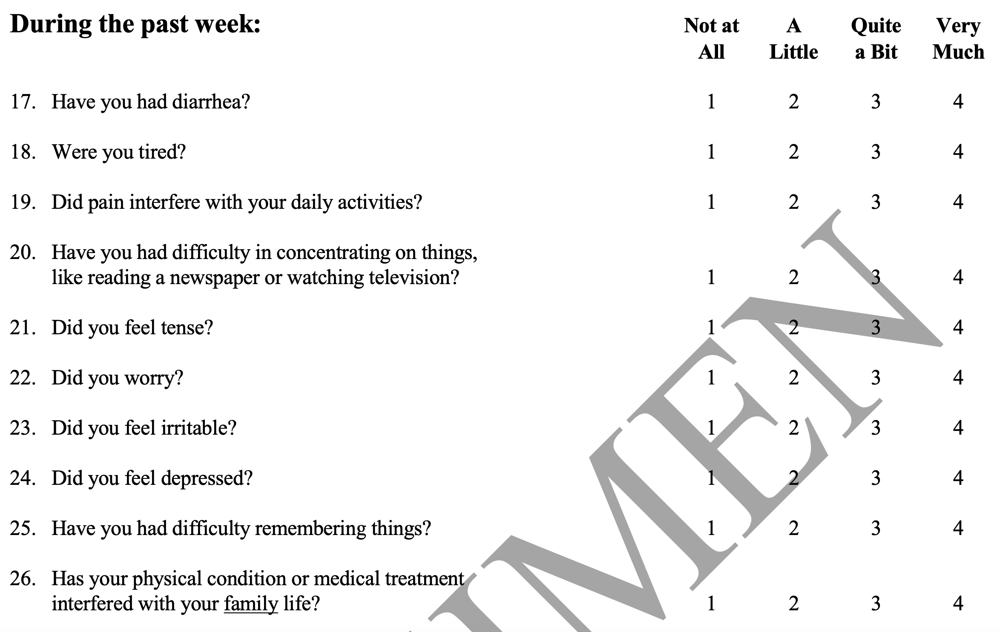 During the past week: Not at All A Little Quite a Bit Very Much
17. Have you had diarrhea? 1 2 3 4
18. Were you tired? 1 2 3 4
19. Did pain interfere with your daily activities? 1 2 3 4
20. Have you had difficulty in concentrating on things,
like reading a newspaper or watching television? 1 2 3 4
21. Did you feel tense? 1 2 3 4
22. Did you worry? 1 2 3 4
23. Did you feel irritable? 1 2 3 4
24. Did you feel depressed? 1 2 3 4
25. Have you had difficulty remembering things? 1 2 3 4
26. Has your physical condition or medical treatment
interfered with your family life? 1 2 3 4
MEN